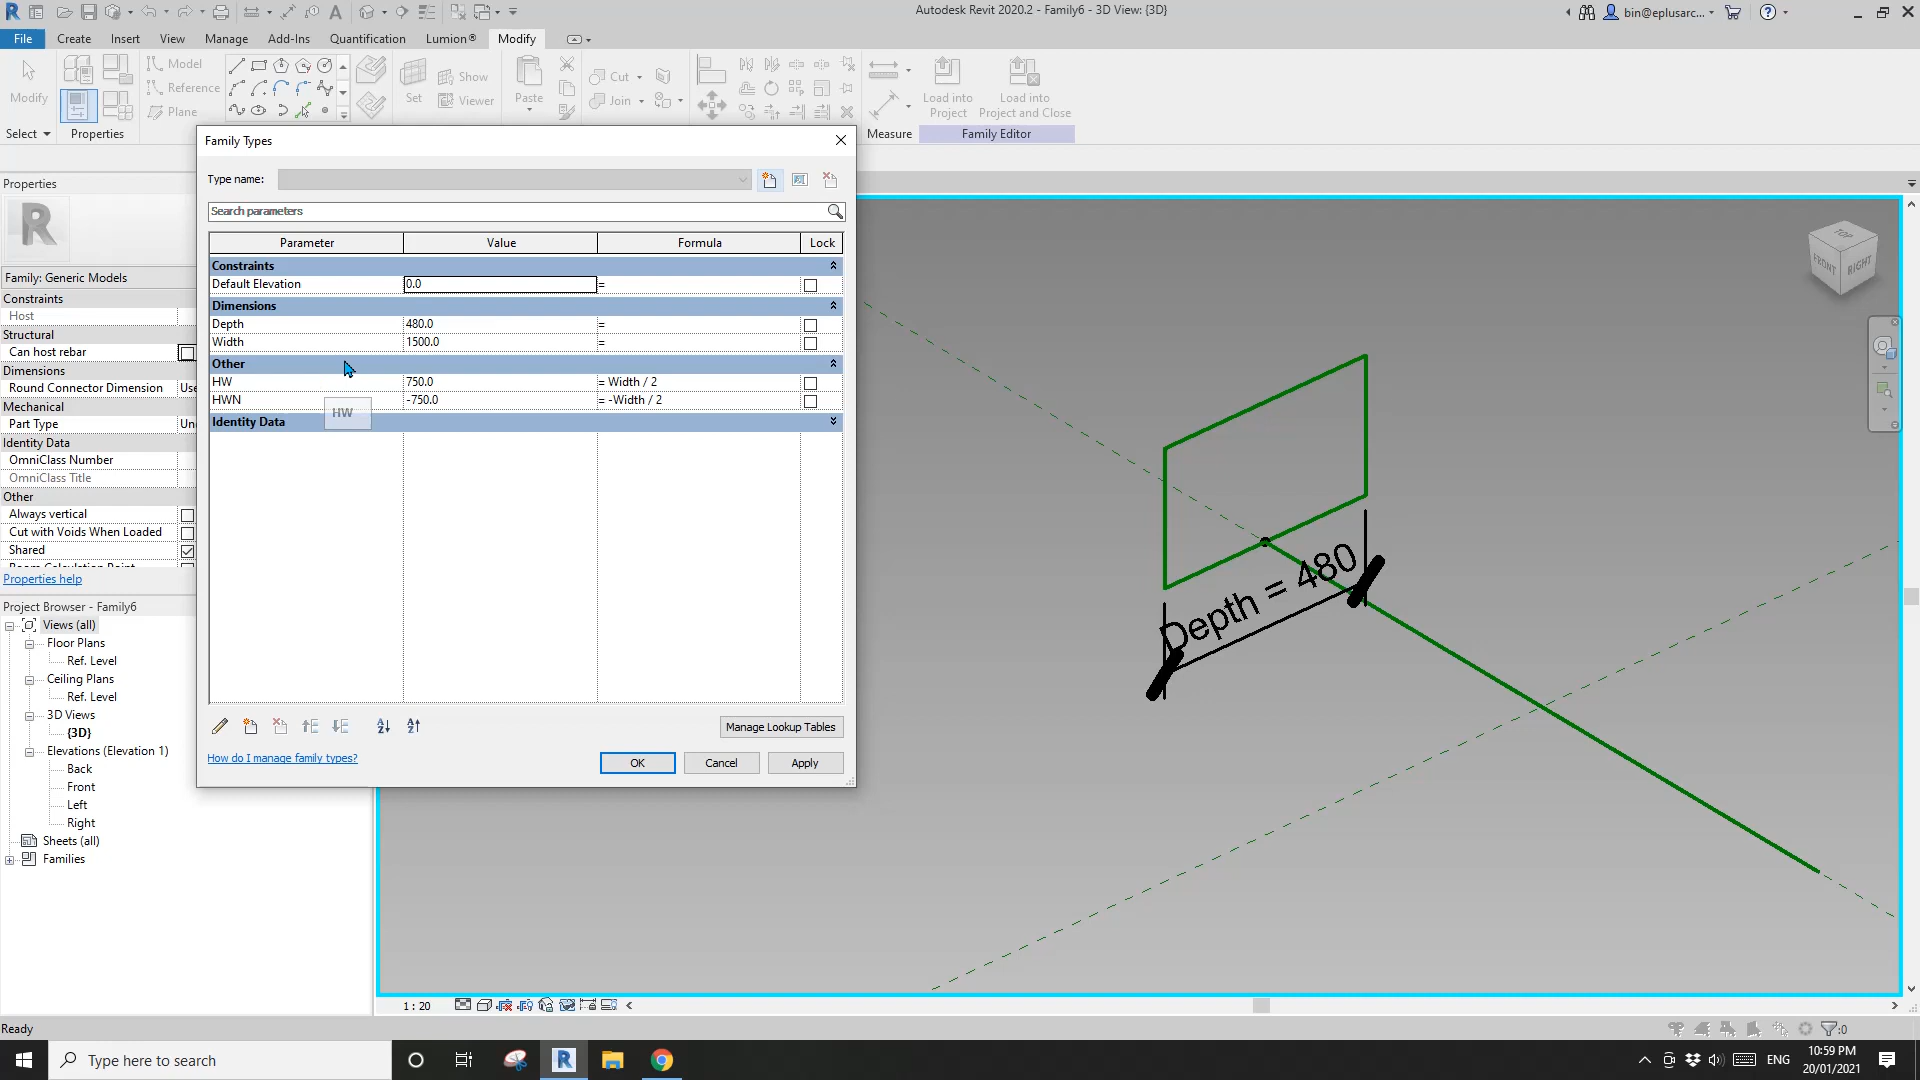 Autodesk Revit 2020.2 - Family6 - 3D View: {3D}
bin@eplusarc...
File
Create
Insert
View
Manage
Add-Ins
Quantification
Lumion®
Modify
Modify
Model
Reference
Plane
Set
Show
Viewer
Paste
Cut
Join
Load into
Project
Load into
Project and Close
Select
Properties
Measure
Family Editor
Family Types
Type name:
Search parameters
Parameter
Value
Formula
Lock
Constraints
Default Elevation
0.0
=
Dimensions
Depth
480.0
=
Width
1500.0
=
Other
HW
750.0
= Width / 2
HWN
-750.0
= -Width / 2
HW
Identity Data
Manage Lookup Tables
How do I manage family types?
OK
Cancel
Apply
Properties
R
Family: Generic Models
Constraints
Host
Structural
Can host rebar
Dimensions
Round Connector Dimension
Use
Mechanical
Part Type
Identity Data
OmniClass Number
OmniClass Title
Other
Always vertical
Cut with Voids When Loaded
Shared
Properties help
Project Browser - Family6
Views (all)
Floor Plans
Ref. Level
Ceiling Plans
Ref. Level
3D Views
{3D}
Elevations (Elevation 1)
Back
Front
Left
Right
Sheets (all)
Families
TOP
FRONT
RIGHT
Depth = 480
1 : 20
Ready
:0
Type here to search
ENG
10:59 PM
20/01/2021